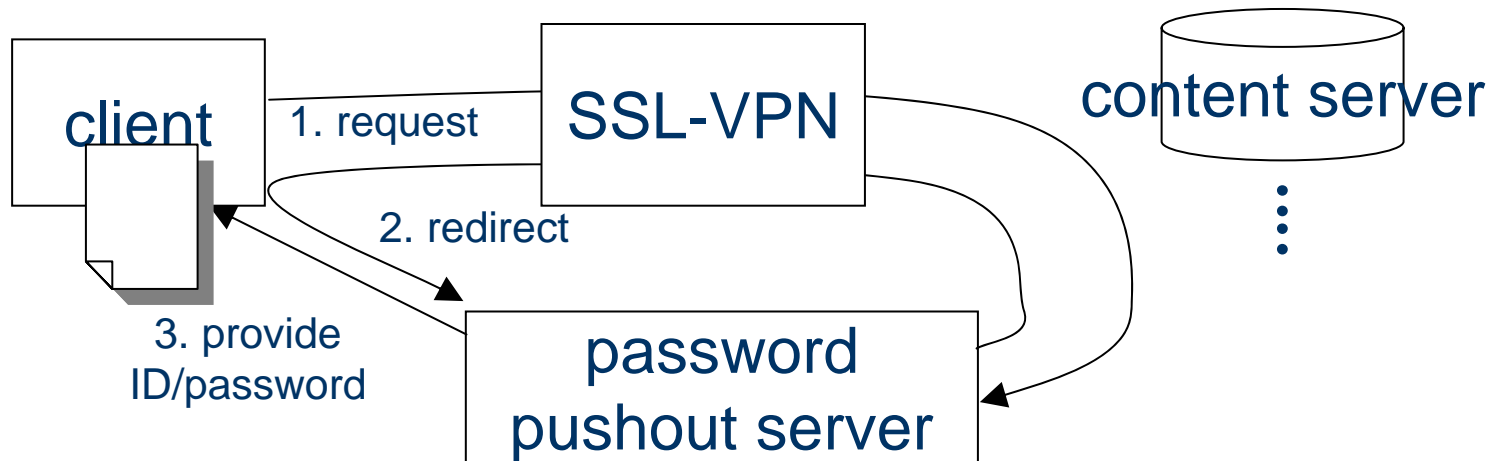 client
1. request
SSL-VPN
content server
2. redirect
3. provide
ID/password
password
pushout server